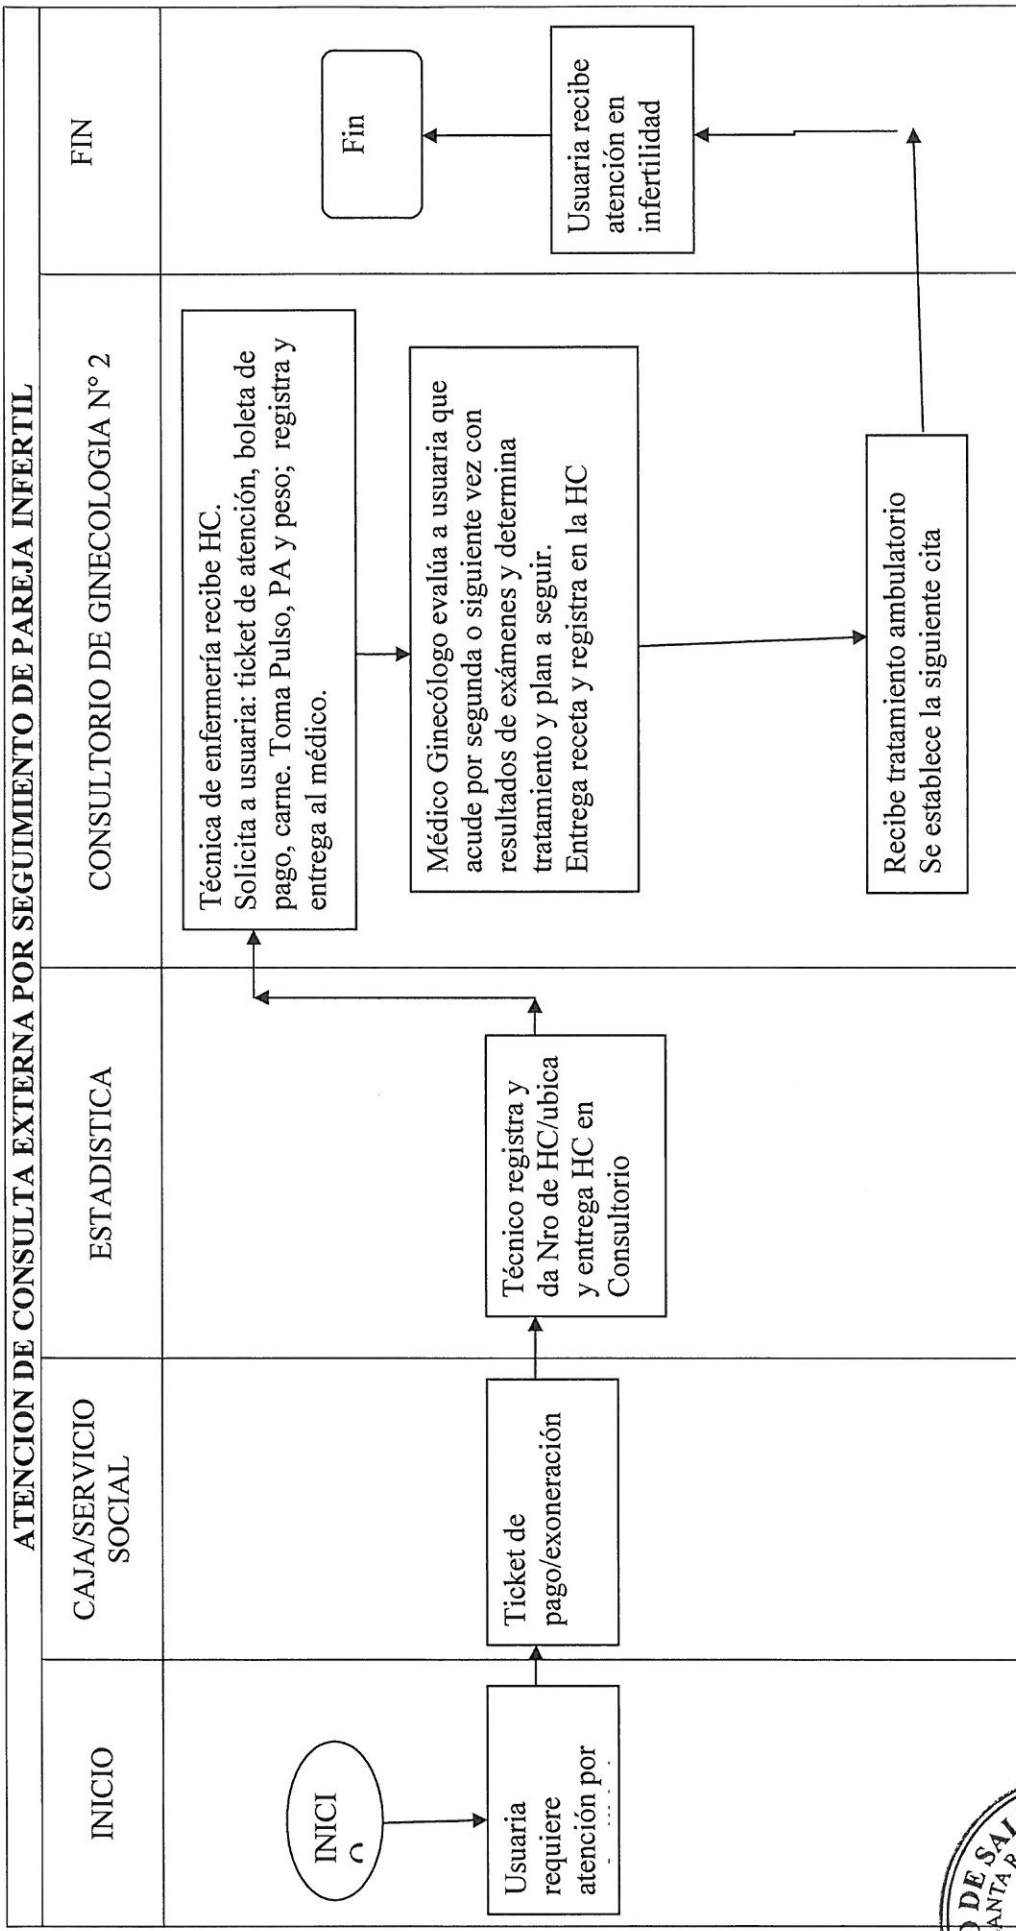 ATENCION DE CONSULTA EXTERNA POR SEGUIMIENTO DE PAREJA INFERTIL
INICIO
CAJA/SERVICIO
SOCIAL
ESTADISTICA
CONSULTORIO DE GINECOLOGIA N° 2
FIN
INICI
Usuaria
requiere
atención por
Ticket de
pago/exoneración
Técnico registra y
da Nro de HC/ubica
y entrega HC en
Consultorio
Técnica de enfermería recibe HC.
Solicita a usuaria: ticket de atención, boleta de
pago, carne. Toma Pulso, PA y peso; registra y
entrega al médico.
Médico Ginecólogo evalúa a usuaria que
acude por segunda o siguiente vez con
resultados de exámenes y determina
tratamiento y plan a seguir.
Entrega receta y registra en la HC
Recibe tratamiento ambulatorio
Se establece la siguiente cita
Usuaria recibe
atención en
infertilidad
Fin
DE SAL